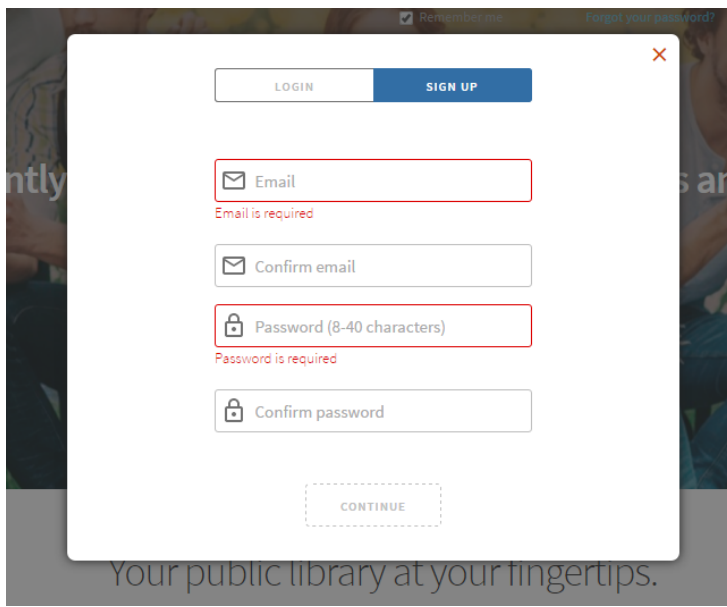 Remember me Forgot your password?
LOGIN SIGN UP
ntly
s a
Email
Email is required
Confirm email
Password (8-40 characters)
Password is required
Confirm password
CONTINUE
Your public library at your fingertips.